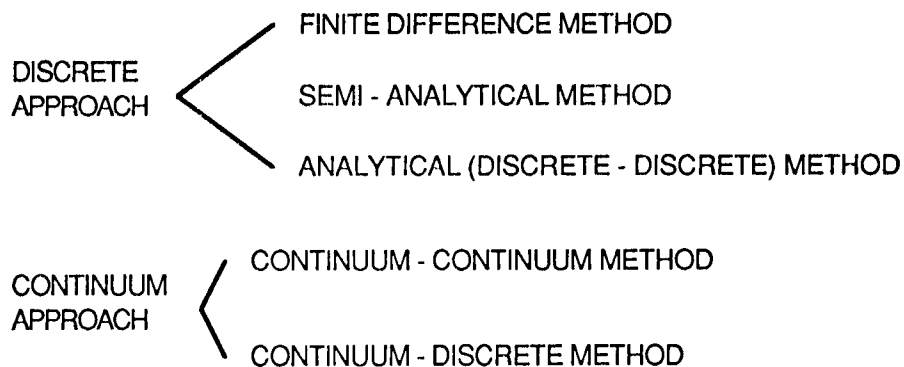 FINITE DIFFERENCE METHOD
DISCRETE
APPROACH
SEMI - ANALYTICAL METHOD
ANALYTICAL (DISCRETE - DISCRETE) METHOD
CONTINUUM - CONTINUUM METHOD
CONTINUUM
APPROACH
CONTINUUM - DISCRETE METHOD